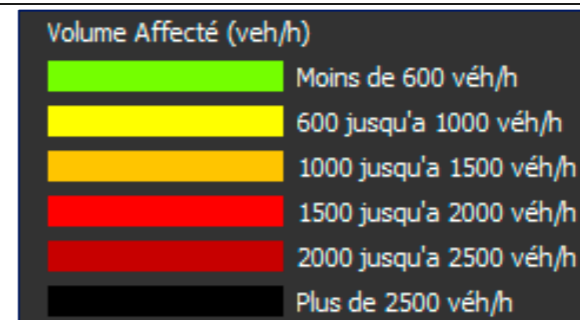 Volume Affecté (veh/h)
Moins de 600 véh/h
600 jusqu'a 1000 véh/h
1000 jusqu'a 1500 véh/h
1500 jusqu'a 2000 véh/h
2000 jusqu'a 2500 véh/h
Plus de 2500 véh/h